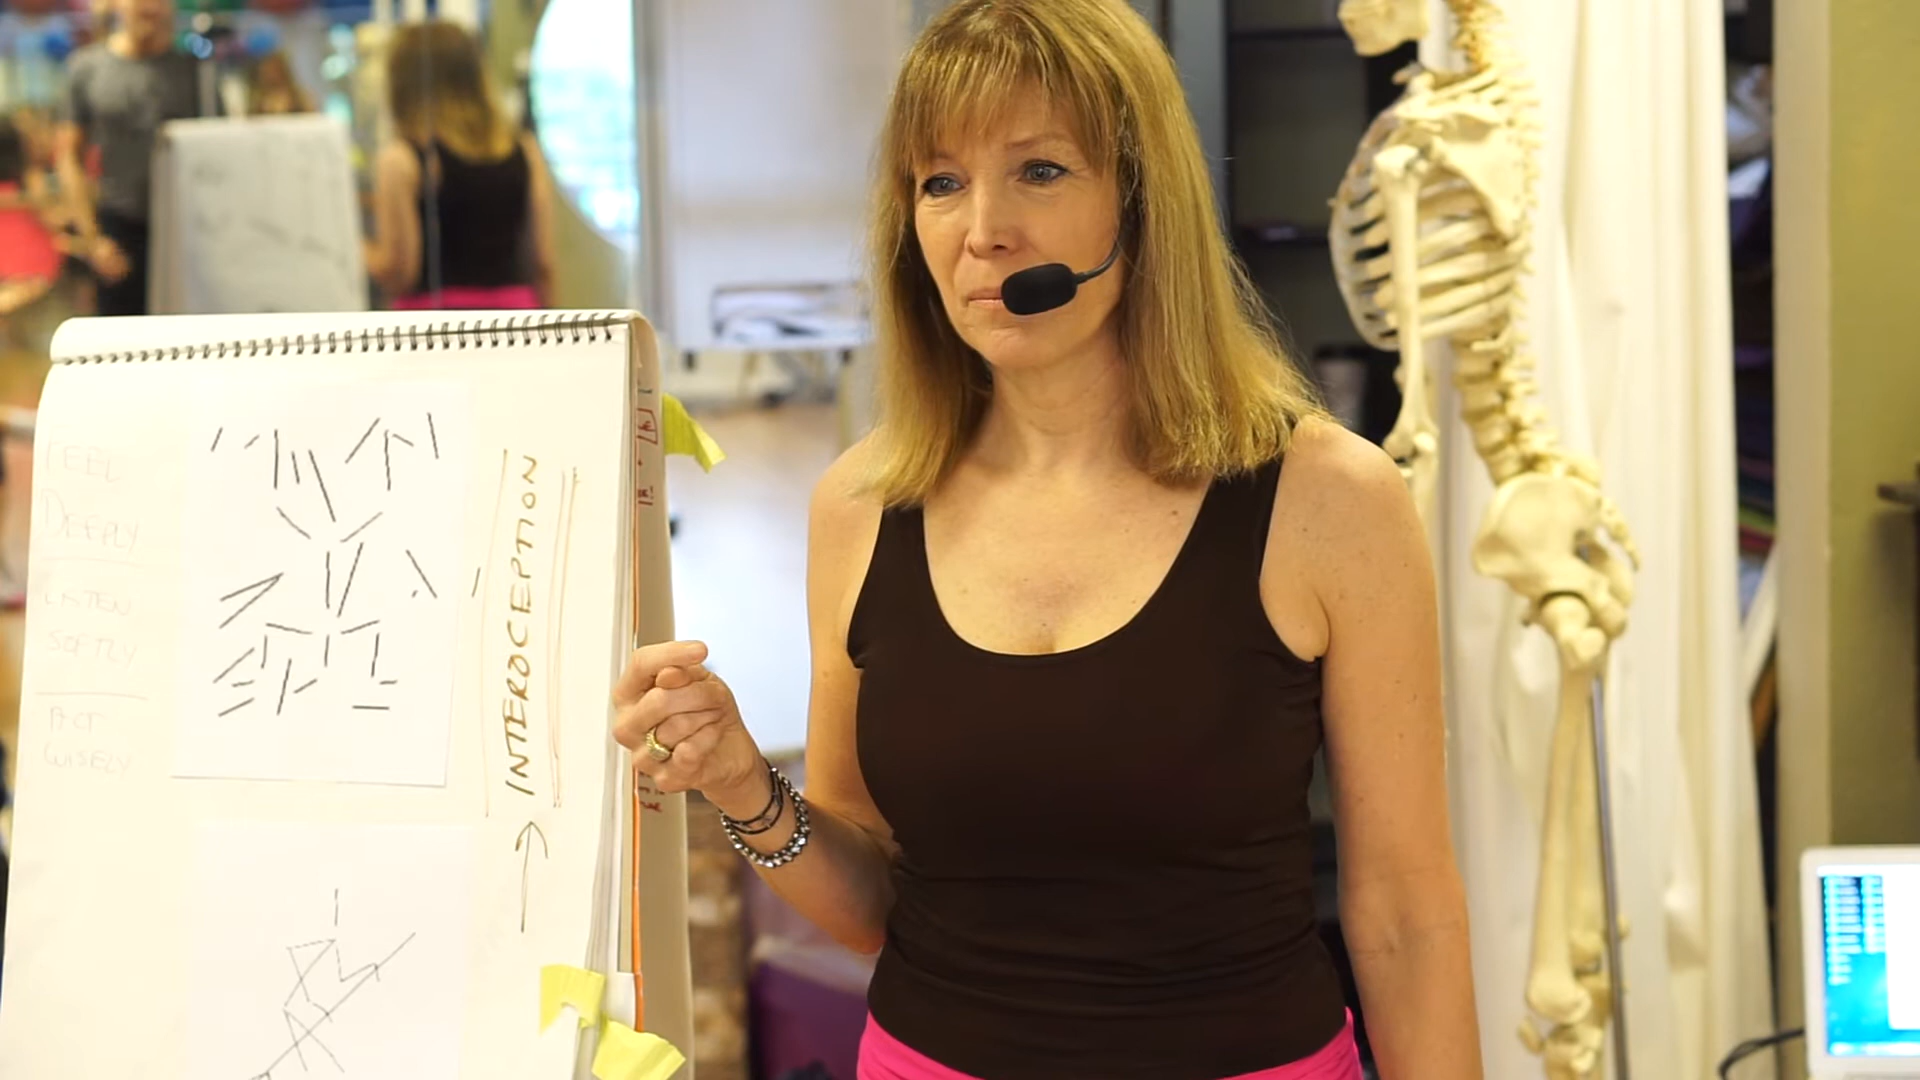 FEEL
DEEPLY
LISTEN
SOFTLY
ACT
WISELY
INTEROCEPTION